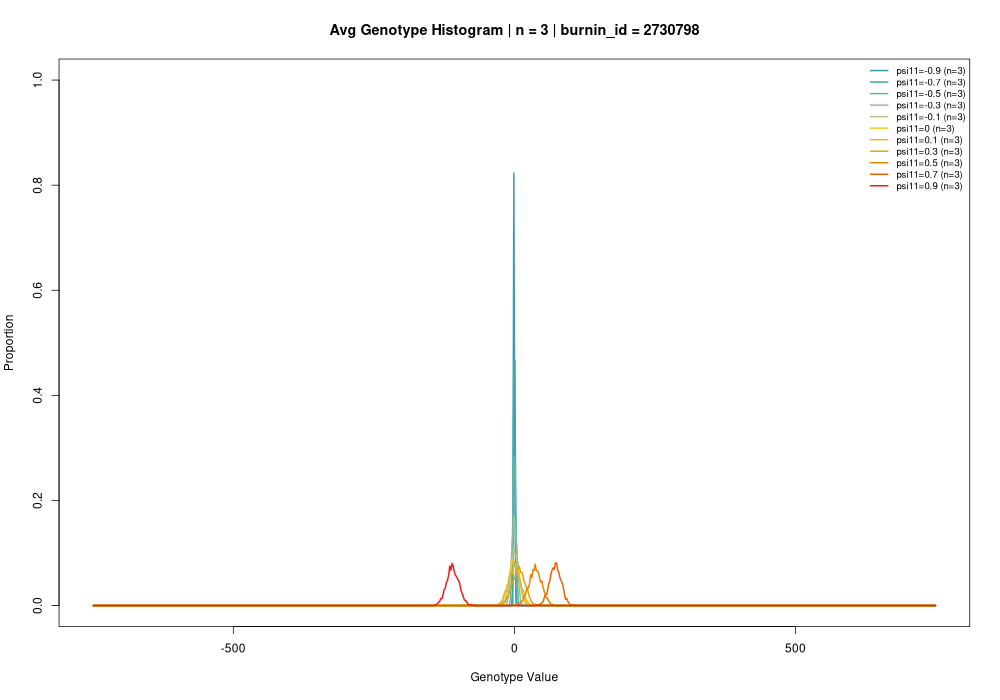 Avg Genotype Histogram | n = 3 | burnin_id = 2730798
psi11=-0.9 (n=3)
psi11=-0.7 (n=3)
psi11=-0.5 (n=3)
psi11=-0.3 (n=3)
psi11=-0.1 (n=3)
psi11=0 (n=3)
psi11=0.1 (n=3)
psi11=0.3 (n=3)
psi11=0.5 (n=3)
psi11=0.7 (n=3)
psi11=0.9 (n=3)
Proportion
1.0
0.8
0.6
0.4
0.2
0.0
-500
0
500
Genotype Value